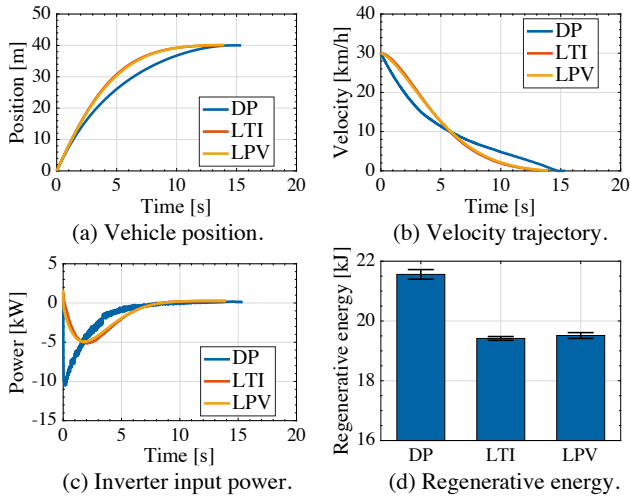 50
40
30
20
10
0
Position [m]
DP
LTI
LPV
0 5 10 15 20
Time [s]
(a) Vehicle position.
40
30
20
10
0
Velocity [km/h]
DP
LTI
LPV
0 5 10 15 20
Time [s]
(b) Velocity trajectory.
5
0
-5
-10
-15
Power [kW]
DP
LTI
LPV
0 5 10 15 20
Time [s]
(c) Inverter input power.
22
21
19
18
16
Regenerative energy [kJ]
DP LTI LPV
(d) Regenerative energy.